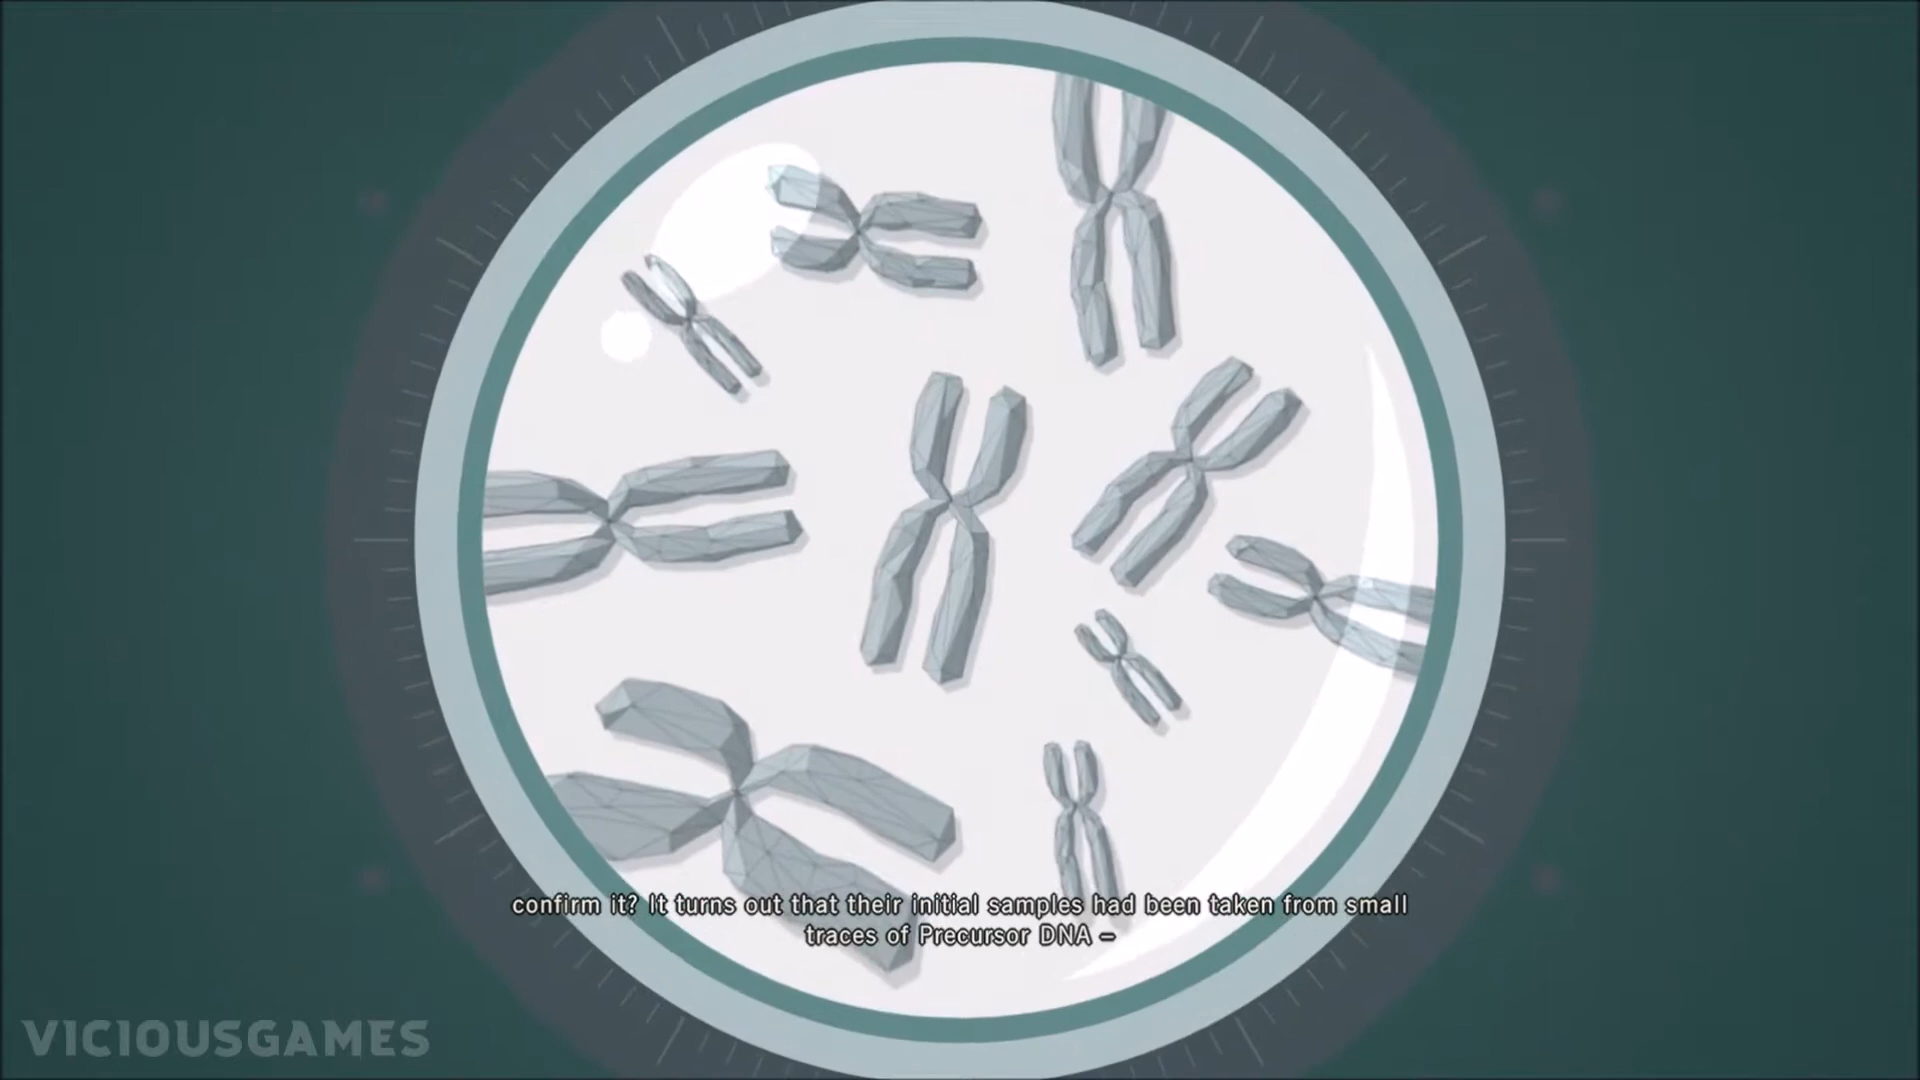 confirm it? It turns out that their initial samples had been taken from small
traces of Precursor DNA –
VICIOUSGAMES